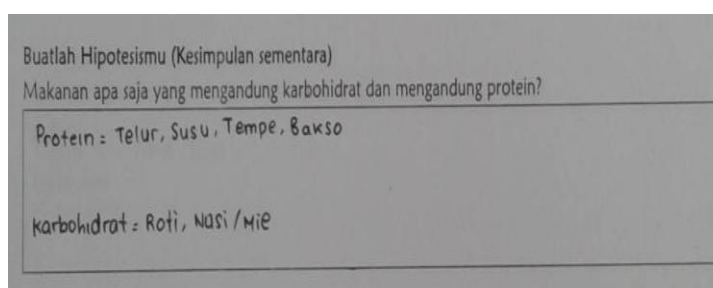 Buatlah Hipotesismu (Kesimpulan sementara)
Makanan apa saja yang mengandung karbohidrat dan mengandung protein?
Protein = Telur, Susu, Tempe, Bakso
Karbohidrat = Roti, Nasi / Mie